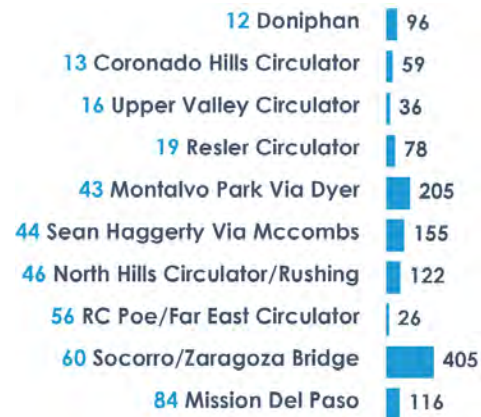 12 Doniphan 96
13 Coronado Hills Circulator 59
16 Upper Valley Circulator 36
19 Resler Circulator 78
43 Montalvo Park Via Dyer 205
44 Sean Haggerty Via Mccombs 155
46 North Hills Circulator/Rushing 122
56 RC Poe/Far East Circulator 26
60 Socorro/Zaragoza Bridge 405
84 Mission Del Paso 116